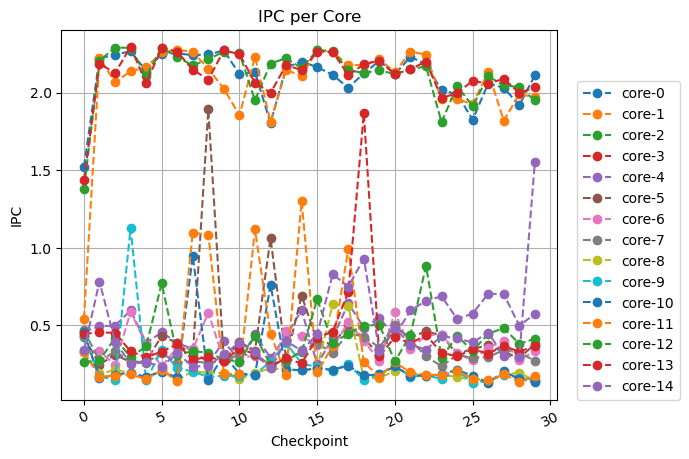 IPC per Core
IPC
2.0
1.5
1.0
0.5
0
5
10
15
20
25
30
Checkpoint
core-0
core-1
core-2
core-3
core-4
core-5
core-6
core-7
core-8
core-9
core-10
core-11
core-12
core-13
core-14